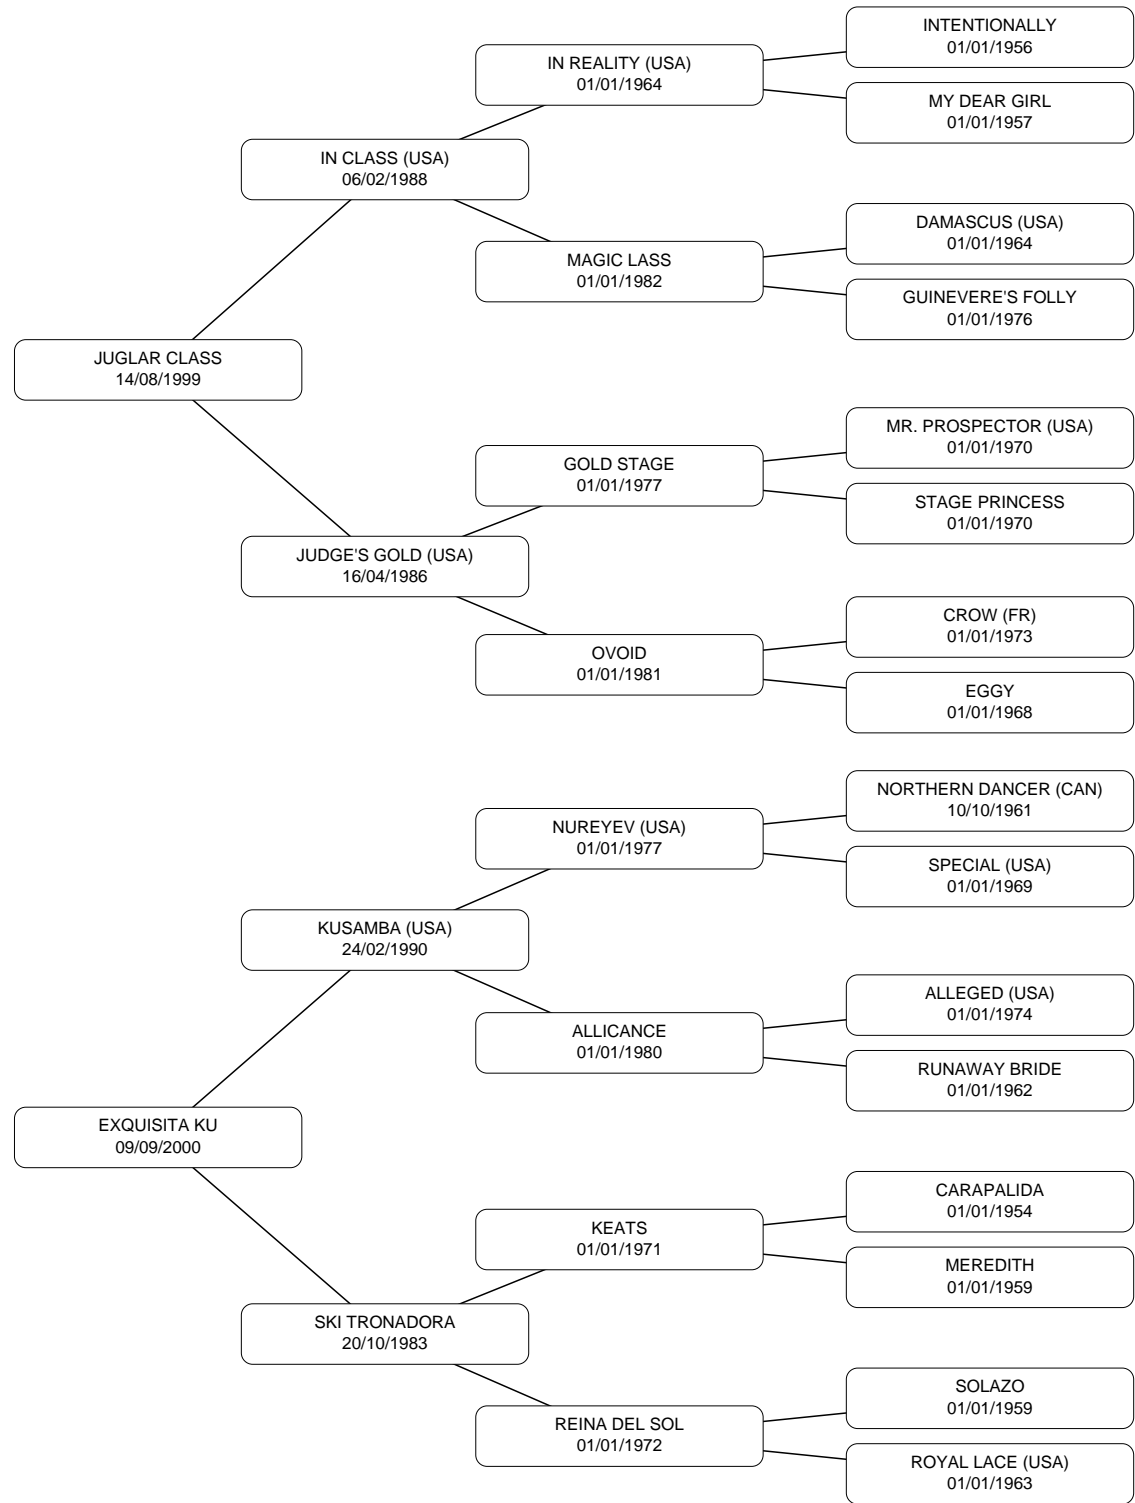 INTENTIONALLY
01/01/1956
IN REALITY (USA)
01/01/1964
MY DEAR GIRL
01/01/1957
IN CLASS (USA)
06/02/1988
DAMASCUS (USA)
01/01/1964
MAGIC LASS
01/01/1982
GUINEVERE'S FOLLY
01/01/1976
JUGLAR CLASS
14/08/1999
MR. PROSPECTOR (USA)
01/01/1970
GOLD STAGE
01/01/1977
STAGE PRINCESS
01/01/1970
JUDGE'S GOLD (USA)
16/04/1986
CROW (FR)
01/01/1973
OVOID
01/01/1981
EGGY
01/01/1968
NORTHERN DANCER (CAN)
10/10/1961
NUREYEV (USA)
01/01/1977
SPECIAL (USA)
01/01/1969
KUSAMBA (USA)
24/02/1990
ALLEGED (USA)
01/01/1974
ALLICANCE
01/01/1980
RUNAWAY BRIDE
01/01/1962
EXQUISITA KU
09/09/2000
CARAPALIDA
01/01/1954
KEATS
01/01/1971
MEREDITH
01/01/1959
SKI TRONADORA
20/10/1983
SOLAZO
01/01/1959
REINA DEL SOL
01/01/1972
ROYAL LACE (USA)
01/01/1963